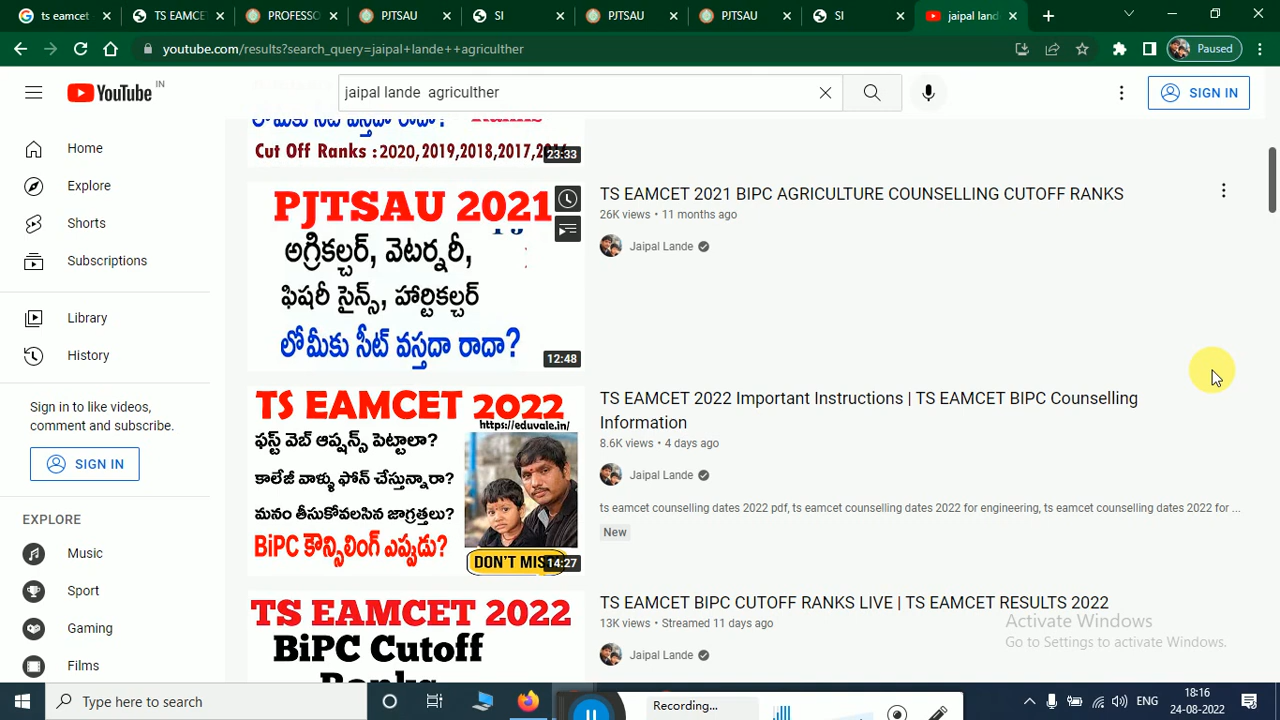 ts eamcet
TS EAMCET
PROFESSO
PJTSAU
SI
PJTSAU
PJTSAU
SI
jaipal land
youtube.com/results?search_query=jaipal+lande++agriculther
Paused
YouTube IN
jaipal lande agriculther
SIGN IN
Home
Explore
Shorts
Subscriptions
Library
History
Sign in to like videos,
comment and subscribe.
SIGN IN
EXPLORE
Music
Sport
Gaming
Films
లోమీకు సీట్ వస్తదా రాదా?
Cut Off Ranks : 2020,2019,2018,2017,2016
23:33
PJTSAU 2021
అగ్రికల్చర్, వెటర్నరీ,
ఫిషరీ సైన్స్, హార్టికల్చర్
లోమీకు సీట్ వస్తదా రాదా?
12:48
TS EAMCET 2021 BIPC AGRICULTURE COUNSELLING CUTOFF RANKS
26K views • 11 months ago
Jaipal Lande
TS EAMCET 2022
https://eduvale.in/
ఫస్ట్ వెబ్ ఆప్షన్స్ పెట్టాలా?
కాలేజీ వాళ్ళు ఫోన్ చేస్తున్నారా?
మనం తీసుకోవలసిన జాగ్రత్తలు?
BiPC కౌన్సిలింగ్ ఎప్పుడు?
DON'T MISS
14:27
TS EAMCET 2022 Important Instructions | TS EAMCET BIPC Counselling
Information
8.6K views • 4 days ago
Jaipal Lande
ts eamcet counselling dates 2022 pdf, ts eamcet counselling dates 2022 for engineering, ts eamcet counselling dates 2022 for ...
New
TS EAMCET 2022
BiPC Cutoff
Ranks
TS EAMCET BIPC CUTOFF RANKS LIVE | TS EAMCET RESULTS 2022
13K views • Streamed 11 days ago
Jaipal Lande
Activate Windows
Go to Settings to activate Windows.
Type here to search
Recording...
ENG
18:16
24-08-2022